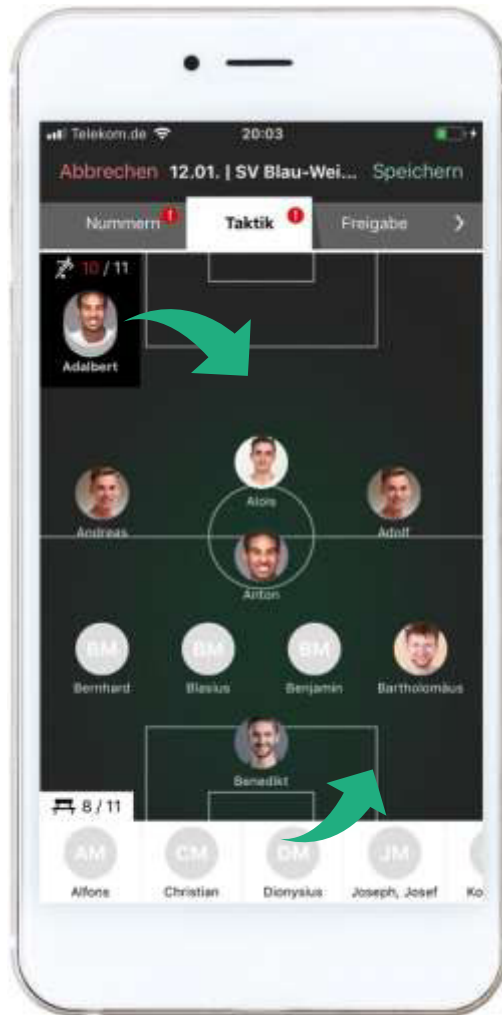 Telekom.de 20:03
Abbrechen 12.01. | SV Blau-Wei... Speichern
Nummern ! Taktik ! Freigabe
10 / 11
Adalbert
Alois
Andreas Adolf
Anton
BM BM BM
Bernhard Blasius Benjamin Bartholomäus
Benedikt
8 / 11
AM CM DM JM
Alfons Christian Dionysius Joseph, Josef Ko